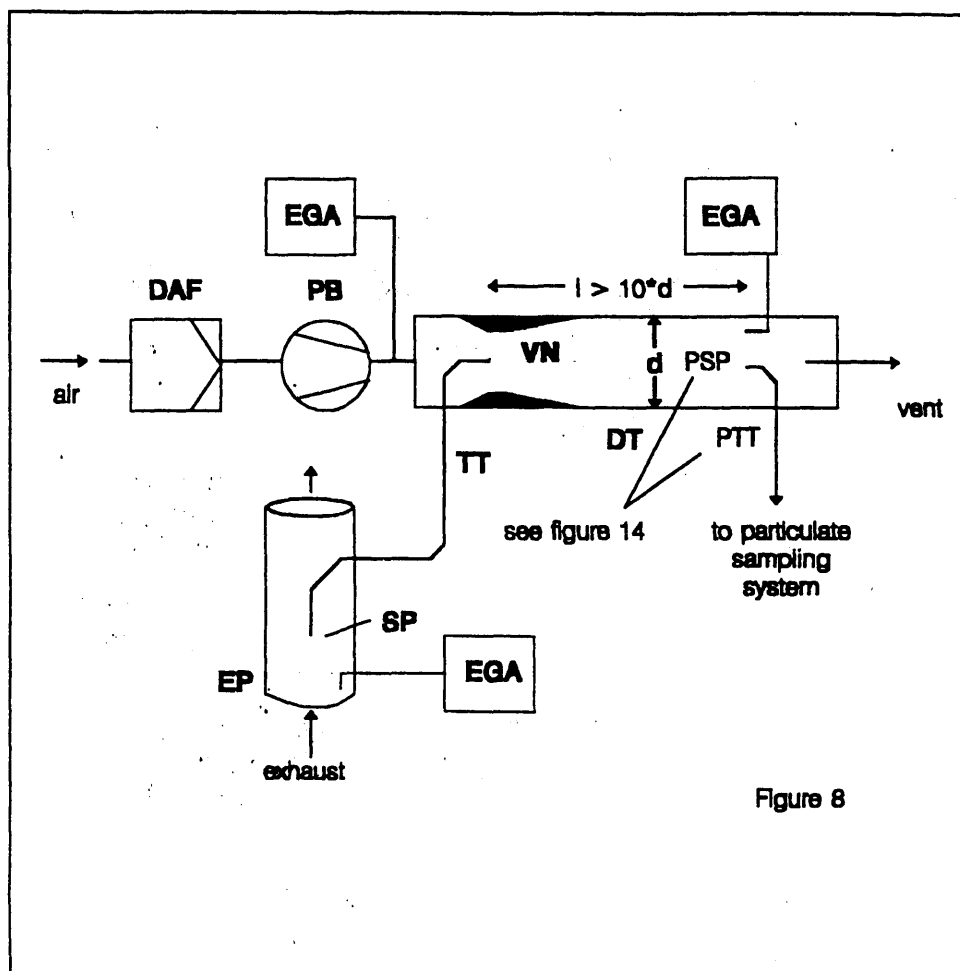 EGA
EGA
DAF
PB
l > 10*d
VN
d
PSP
air
vent
TT
DT
PTT
see figure 14
to particulate
sampling
system
SP
EP
EGA
exhaust
Figure 8